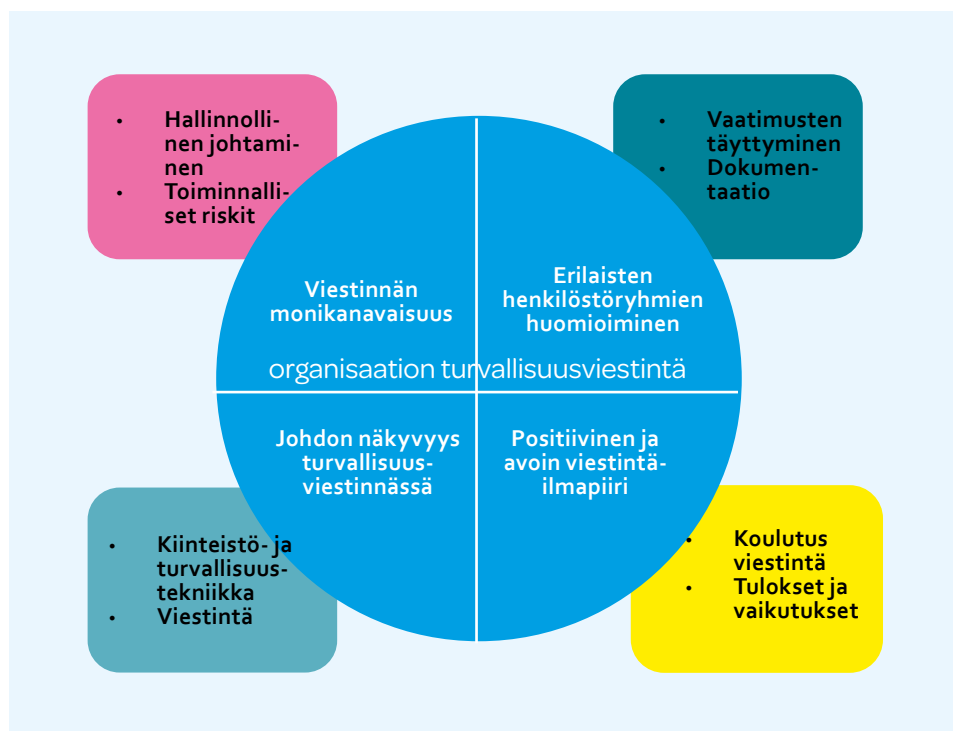 • Hallinnolli-
nen johtami-
nen
• Toiminnalli-
set riskit
• Vaatimusten
täyttyminen
• Dokumen-
taatio
Viestinnän
monikanavaisuus
Erilaisten
henkilöstöryhmien
huomioiminen
organisaation turvallisuusviestintä
Johdon näkyvyys
turvallisuus-
viestinnässä
Positiivinen ja
avoin viestintä-
ilmapiiri
• Kiinteistö- ja
turvallisuus-
tekniikka
• Viestintä
• Koulutus
viestintä
• Tulokset ja
vaikutukset